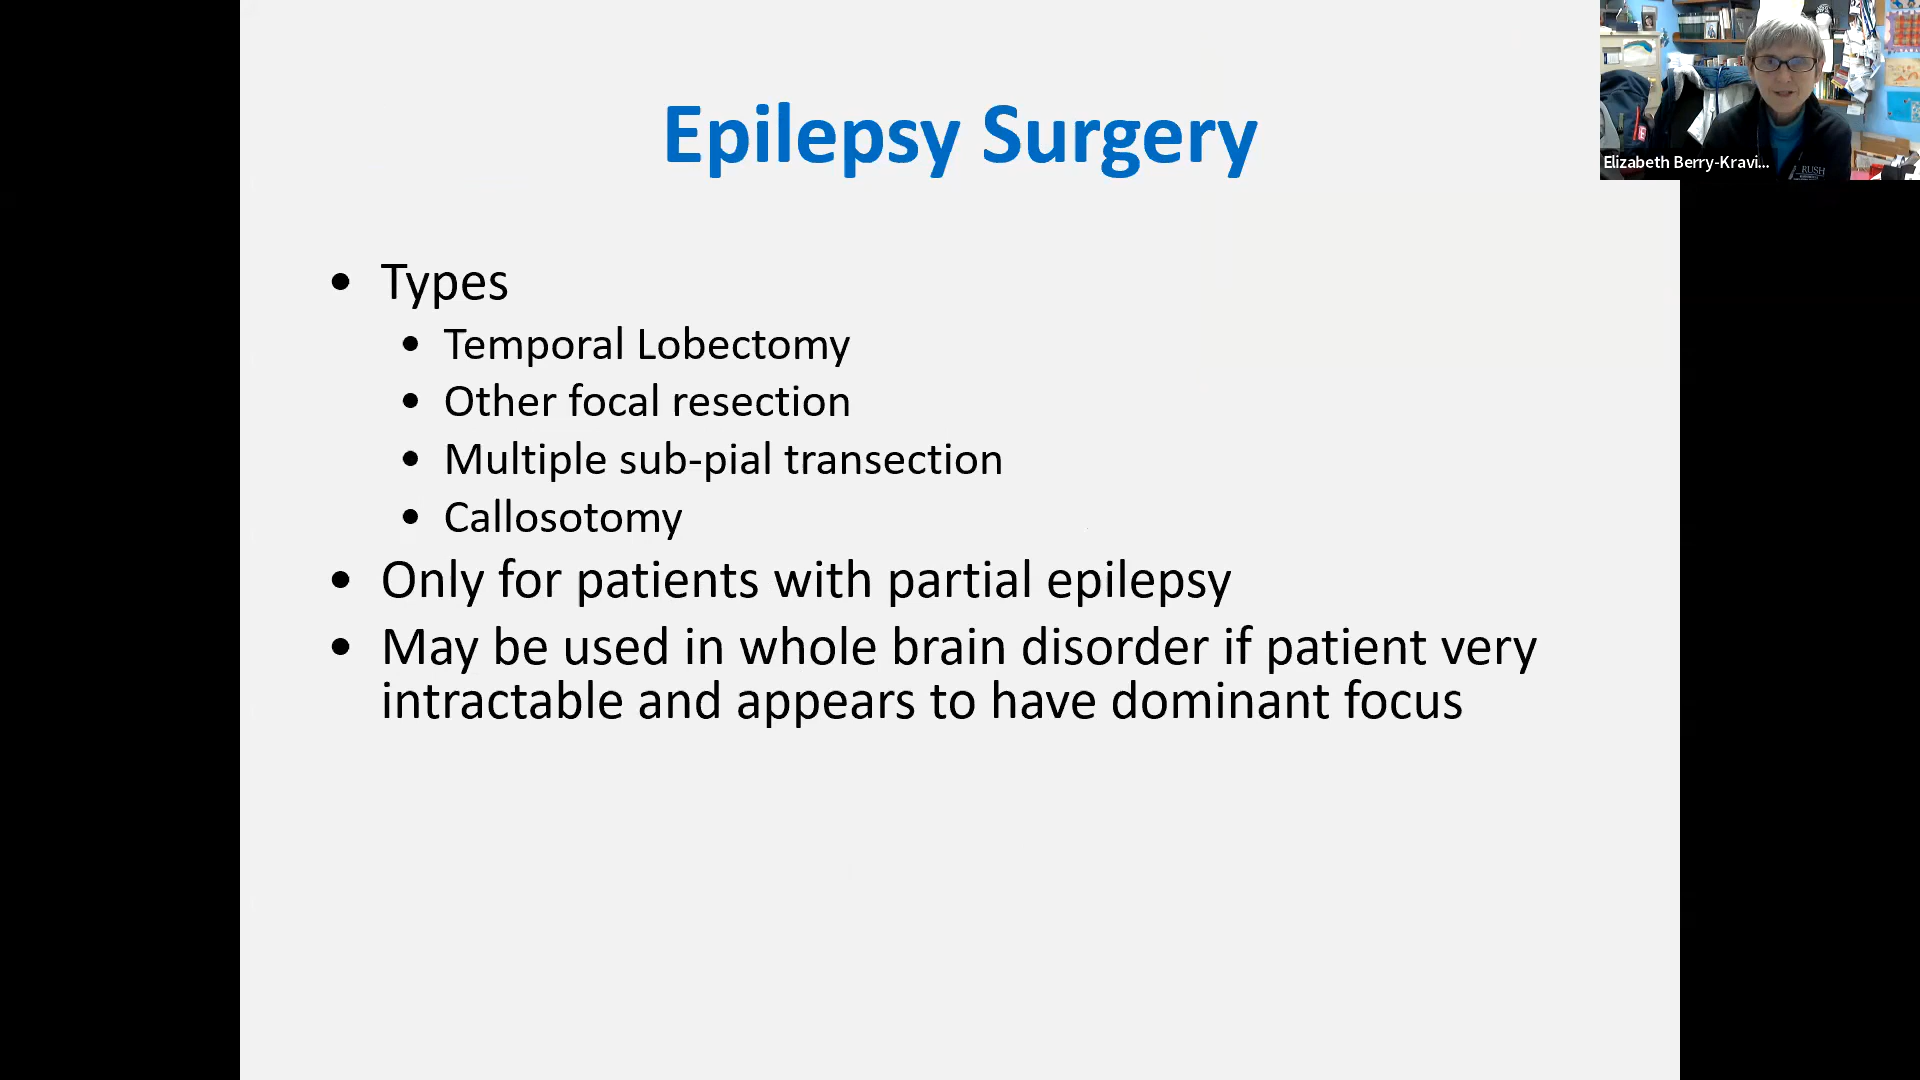 Epilepsy Surgery
• Types
• Temporal Lobectomy
• Other focal resection
• Multiple sub-pial transection
• Callosotomy
• Only for patients with partial epilepsy
• May be used in whole brain disorder if patient very
intractable and appears to have dominant focus
Elizabeth Berry-Kravi...
RUSH